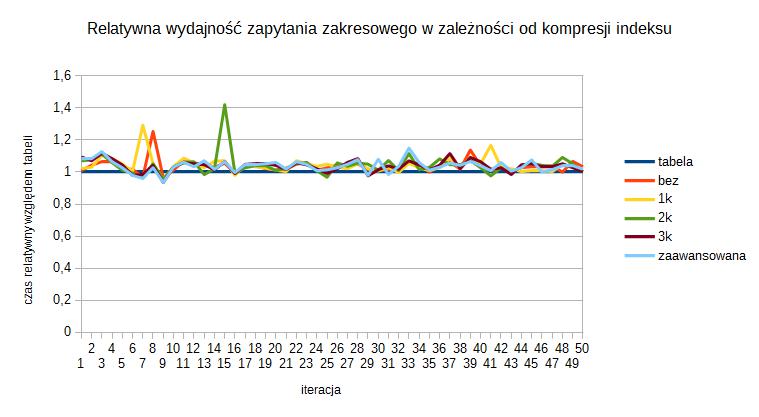 Relatywna wydajność zapytania zakresowego w zależności od kompresji indeksu
czas relatywny względem tabeli
1,6
1,4
1,2
1
0,8
0,6
0,4
0,2
0
2 4 6 8 10 12 14 16 18 20 22 24 26 28 30 32 34 36 38 40 42 44 46 48 50
1 3 5 7 9 11 13 15 17 19 21 23 25 27 29 31 33 35 37 39 41 43 45 47 49
iteracja
tabela
bez
1k
2k
3k
zaawansowana